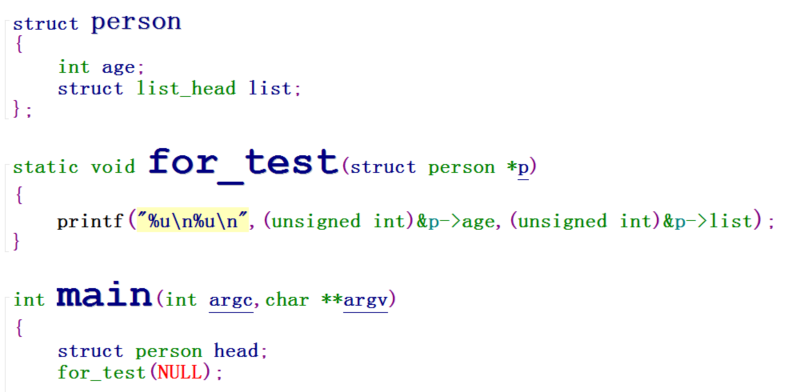 struct person
{
int age;
struct list_head list;
};
static void for_test(struct person *p)
{
printf("%u\n%u\n",(unsigned int)&p->age,(unsigned int)&p->list);
}
int main(int argc,char **argv)
{
struct person head;
for_test(NULL);